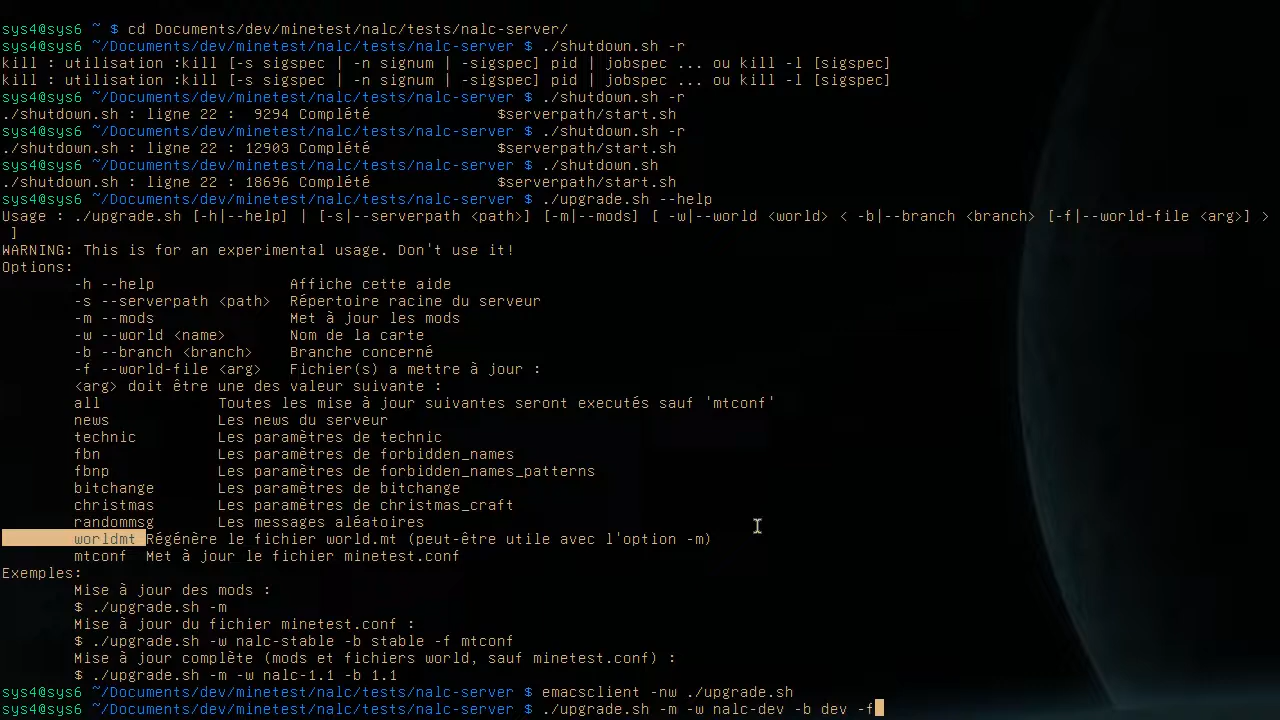 sys4@sys6 ~ $ cd Documents/dev/minetest/nalc/tests/nalc-server/
sys4@sys6 ~/Documents/dev/minetest/nalc/tests/nalc-server $ ./shutdown.sh -r
kill : utilisation :kill [-s sigspec | -n signum | -sigspec] pid | jobspec ... ou kill -l [sigspec]
kill : utilisation :kill [-s sigspec | -n signum | -sigspec] pid | jobspec ... ou kill -l [sigspec]
sys4@sys6 ~/Documents/dev/minetest/nalc/tests/nalc-server $ ./shutdown.sh -r
./shutdown.sh : ligne 22 :  9294 Complété              $serverpath/start.sh
sys4@sys6 ~/Documents/dev/minetest/nalc/tests/nalc-server $ ./shutdown.sh -r
./shutdown.sh : ligne 22 : 12903 Complété              $serverpath/start.sh
sys4@sys6 ~/Documents/dev/minetest/nalc/tests/nalc-server $ ./shutdown.sh
./shutdown.sh : ligne 22 : 18696 Complété              $serverpath/start.sh
sys4@sys6 ~/Documents/dev/minetest/nalc/tests/nalc-server $ ./upgrade.sh --help
Usage : ./upgrade.sh [-h|--help] | [-s|--serverpath <path>] [-m|--mods] [ -w|--world <world> < -b|--branch <branch> [-f|--world-file <arg>] >
 ]
WARNING: This is for an experimental usage. Don't use it!
Options:
        -h --help               Affiche cette aide
        -s --serverpath <path>  Répertoire racine du serveur
        -m --mods               Met à jour les mods
        -w --world <name>       Nom de la carte
        -b --branch <branch>    Branche concerné
        -f --world-file <arg>   Fichier(s) a mettre à jour :
        <arg> doit être une des valeur suivante :
        all             Toutes les mise à jour suivantes seront executés sauf 'mtconf'
        news            Les news du serveur
        technic         Les paramètres de technic
        fbn             Les paramètres de forbidden_names
        fbnp            Les paramètres de forbidden_names_patterns
        bitchange       Les paramètres de bitchange
        christmas       Les paramètres de christmas_craft
        randommsg       Les messages aléatoires
        worldmt Régénère le fichier world.mt (peut-être utile avec l'option -m)
        mtconf  Met à jour le fichier minetest.conf
Exemples:
        Mise à jour des mods :
        $ ./upgrade.sh -m
        Mise à jour du fichier minetest.conf :
        $ ./upgrade.sh -w nalc-stable -b stable -f mtconf
        Mise à jour complète (mods et fichiers world, sauf minetest.conf) :
        $ ./upgrade.sh -m -w nalc-1.1 -b 1.1
sys4@sys6 ~/Documents/dev/minetest/nalc/tests/nalc-server $ emacsclient -nw ./upgrade.sh
sys4@sys6 ~/Documents/dev/minetest/nalc/tests/nalc-server $ ./upgrade.sh -m -w nalc-dev -b dev -f